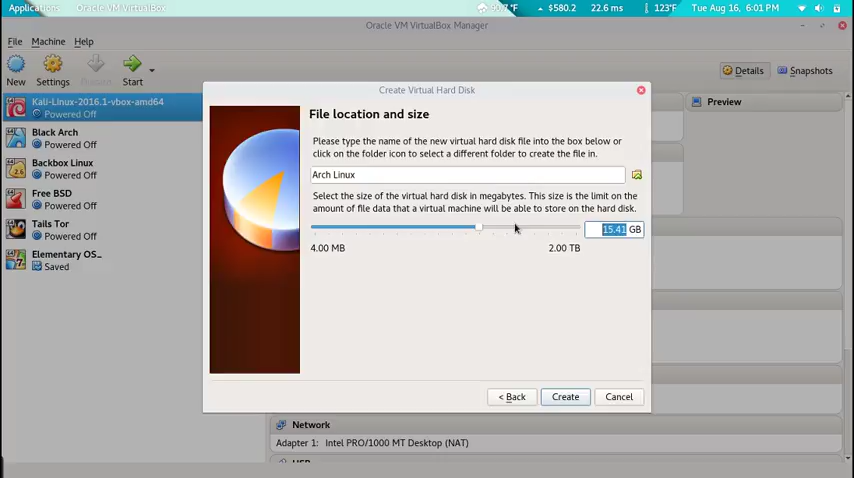 Applications Oracle VM VirtualBox
°F
$580.2
22.6 ms
123°F
Tue Aug 16, 6:01 PM
Oracle VM VirtualBox Manager
File Machine Help
New
Settings
Discard
Start
Details
Snapshots
Kali-Linux-2016.1-vbox-amd64
Powered Off
Black Arch
Powered Off
Backbox Linux
Powered Off
Free BSD
Powered Off
Tails Tor
Powered Off
Elementary OS_
Saved
Preview
Create Virtual Hard Disk
File location and size
Please type the name of the new virtual hard disk file into the box below or
click on the folder icon to select a different folder to create the file in.
Arch Linux
Select the size of the virtual hard disk in megabytes. This size is the limit on the
amount of file data that a virtual machine will be able to store on the hard disk.
15.41 GB
4.00 MB
2.00 TB
< Back
Create
Cancel
Network
Adapter 1: Intel PRO/1000 MT Desktop (NAT)